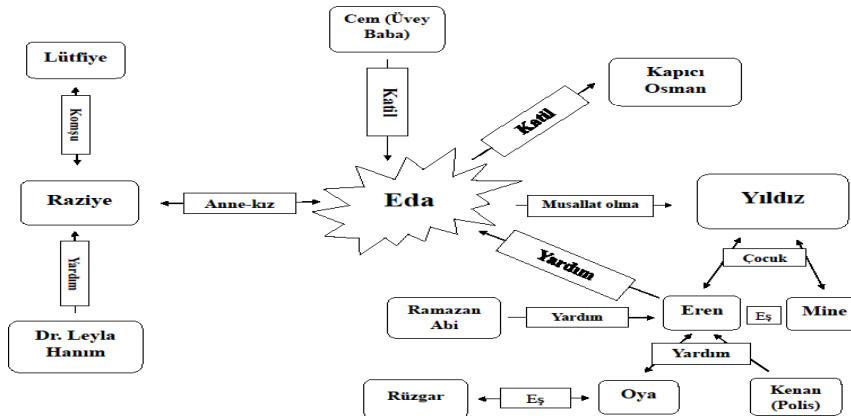 Cem (Üvey
Baba)
Lütfiye
Kapıcı
Osman
Katil
Katil
Komşu
Raziye
Anne-kız
Eda
Musallat olma
Yıldız
Yardım
Yardım
Çocuk
Ramazan
Abi
Yardım
Eren
Eş
Mine
Dr. Leyla
Hanım
Yardım
Rüzgar
Eş
Oya
Kenan
(Polis)